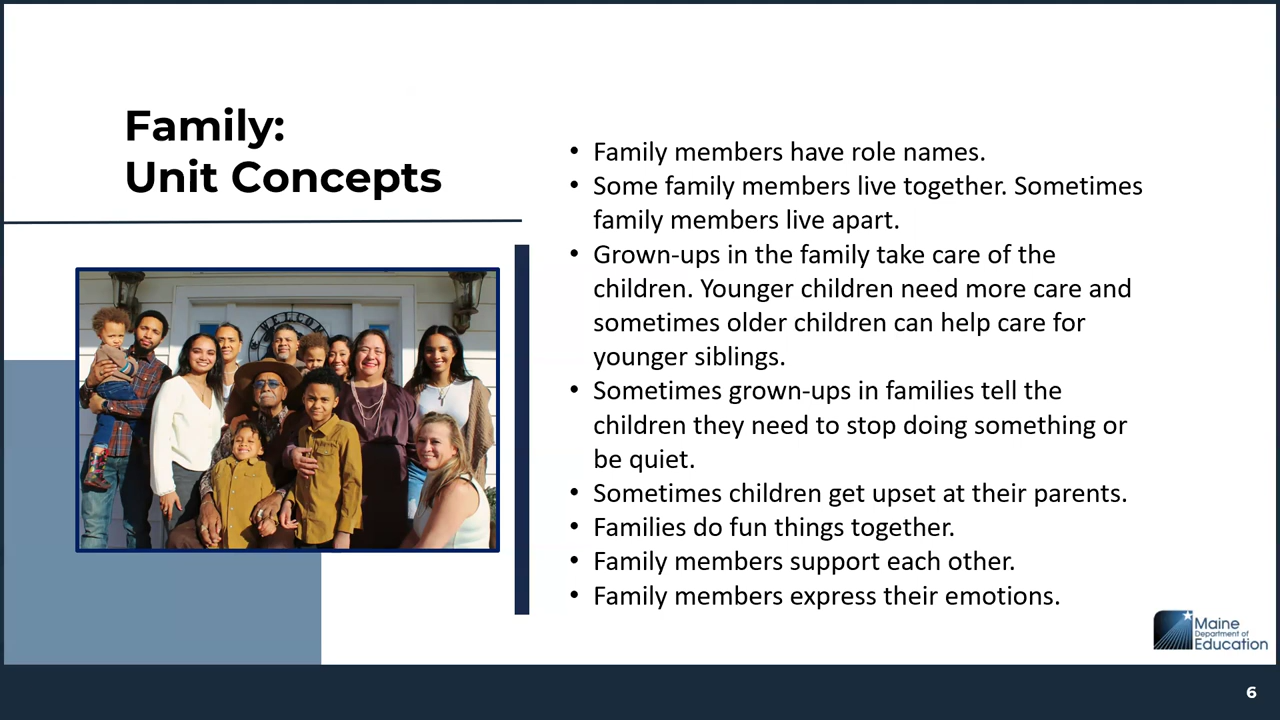 Family:
Unit Concepts
WELCOME
• Family members have role names.
• Some family members live together. Sometimes
family members live apart.
• Grown-ups in the family take care of the
children. Younger children need more care and
sometimes older children can help care for
younger siblings.
• Sometimes grown-ups in families tell the
children they need to stop doing something or
be quiet.
• Sometimes children get upset at their parents.
• Families do fun things together.
• Family members support each other.
• Family members express their emotions.
Maine
Department of
Education
6